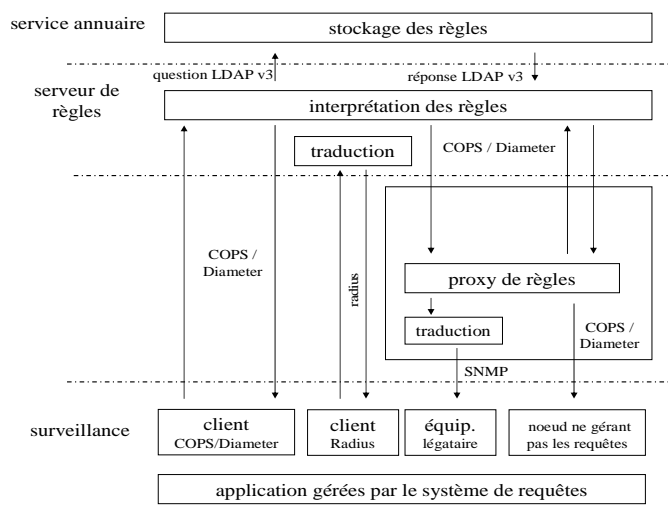 service annuaire
stockage des règles
question LDAP v3
réponse LDAP v3
serveur de
règles
interprétation des règles
traduction
COPS / Diameter
COPS /
Diameter
radius
proxy de règles
traduction
COPS /
Diameter
SNMP
surveillance
client
COPS/Diameter
client
Radius
équip.
légataire
noeud ne gérant
pas les requêtes
application gérées par le système de requêtes